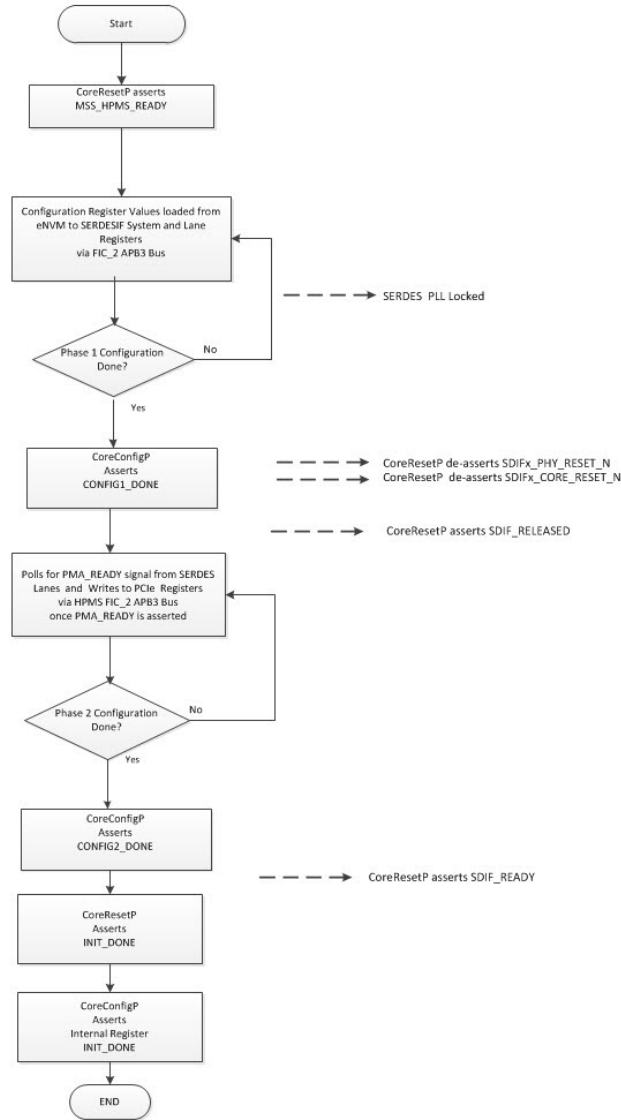 Start
CoreResetP asserts
MSS_HPMS_READY
Configuration Register Values loaded from
eNVM to SERDESIF System and Lane
Registers
via FIC_2 APB3 Bus
SERDES PLL Locked
Phase 1 Configuration
Done?
No
Yes
CoreConfigP
Asserts
CONFIG1_DONE
CoreResetP de-asserts SDIFx_PHY_RESET_N
CoreResetP de-asserts SDIFx_CORE_RESET_N
CoreResetP asserts SDIF_RELEASED
Polls for PMA_READY signal from SERDES
Lanes and Writes to PCIe Registers
via HPMS FIC_2 APB3 Bus
once PMA_READY is asserted
Phase 2 Configuration
Done?
No
Yes
CoreConfigP
Asserts
CONFIG2_DONE
CoreResetP asserts SDIF_READY
CoreResetP
Asserts
INIT_DONE
CoreConfigP
Asserts
Internal Register
INIT_DONE
END